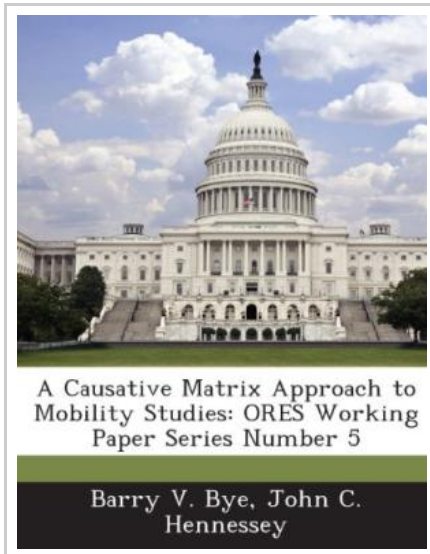 A Causative Matrix Approach to
Mobility Studies: ORES Working
Paper Series Number 5
Barry V. Bye, John C.
Hennessey